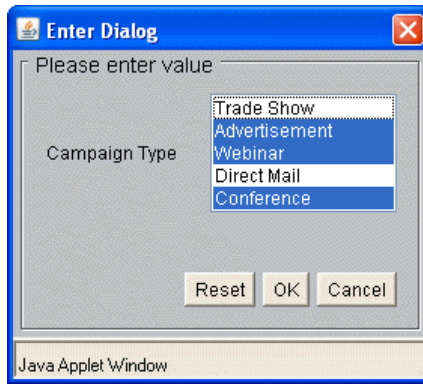 Enter Dialog
Please enter value
Campaign Type
Trade Show
Advertisement
Webinar
Direct Mail
Conference
Reset OK Cancel
Java Applet Window